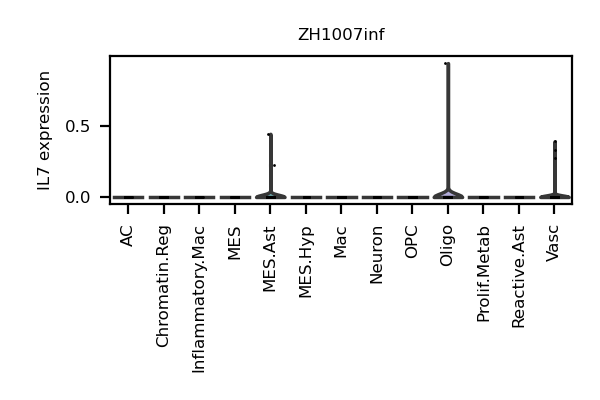 ZH1007inf
IL7 expression
0.5
0.0
AC
Chromatin.Reg
Inflammatory.Mac
MES
MES.Ast
MES.Hyp
Mac
Neuron
OPC
Oligo
Prolif.Metab
Reactive.Ast
Vasc